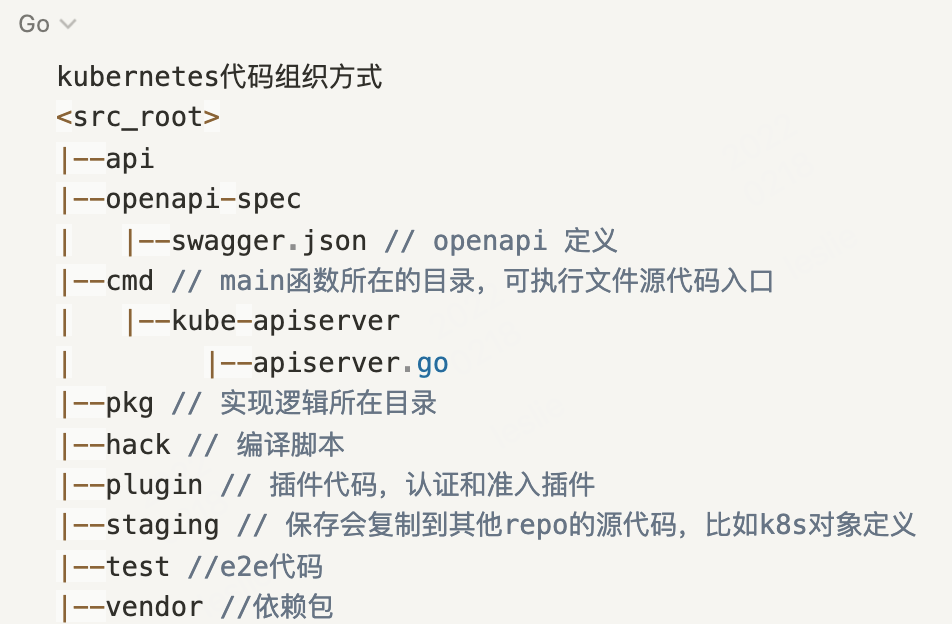 Go
kubernetes代码组织方式
<src_root>
|--api
|--openapi-spec
|   |--swagger.json // openapi 定义
|--cmd // main函数所在的目录，可执行文件源代码入口
|   |--kube-apiserver
|        |--apiserver.go
|--pkg // 实现逻辑所在目录
|--hack // 编译脚本
|--plugin // 插件代码，认证和准入插件
|--staging // 保存会复制到其他repo的源代码，比如k8s对象定义
|--test //e2e代码
|--vendor //依赖包